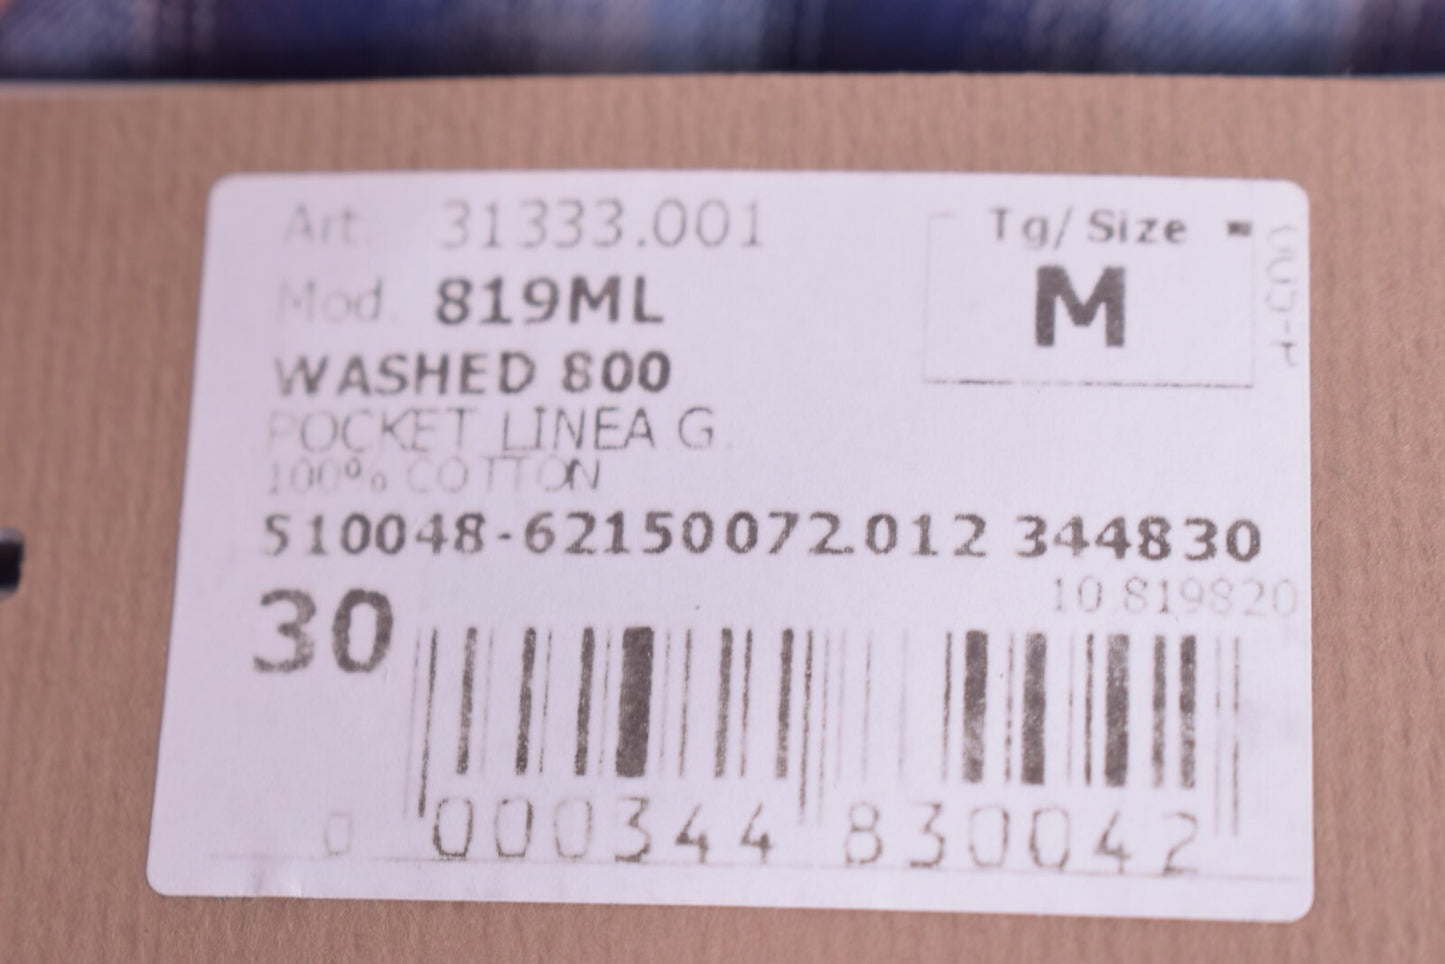 Art. 31333.001
Tg/Size
Mod. 819ML
M
WASHED 800
POCKET LINEA G.
100% COTTON
510048-62150072.012 344830
10 819820
30
0 000344 830042